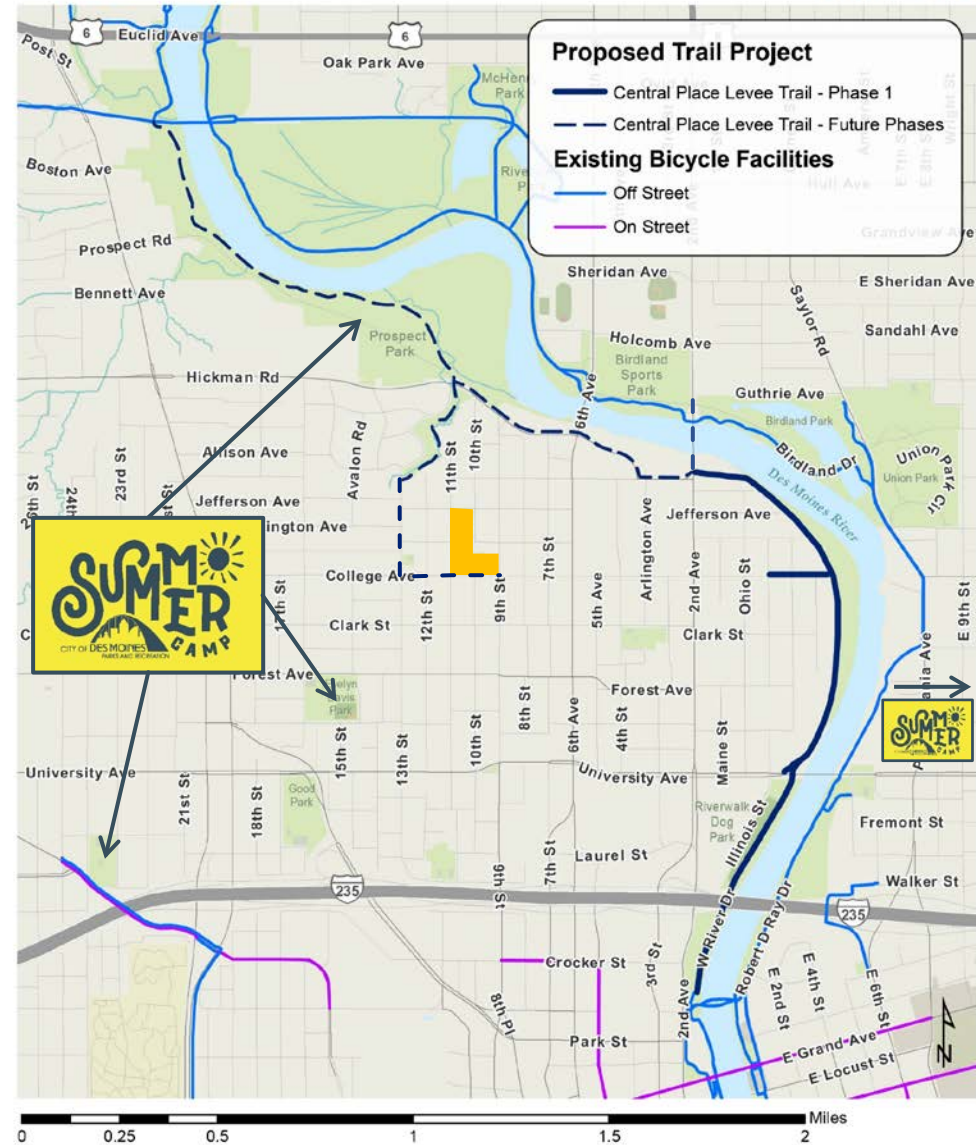 6
Euclid Ave
6
Post St
Oak Park Ave
Proposed Trail Project
Central Place Levee Trail - Phase 1
Central Place Levee Trail - Future Phases
Existing Bicycle Facilities
Off Street
On Street
Park
Boston Ave
Prospect Rd
Bennett Ave
Sheridan Ave
E Sheridan Ave
Saylor Rd
Sandahl Ave
Prospect
Park
Holcomb Ave
Birdland
Sports
Park
Hickman Rd
6th Ave
Guthrie Ave
Birdland Park
Birdland Dr
Union Park Cir
Union Park
Des Moines River
Avalon Rd
11th St
10th St
Allison Ave
23rd St
24th
26th St
Jefferson Ave
Jefferson Ave
Arlington Ave
2nd Ave
Ohio St
7th St
5th Ave
College Ave
9th St
12th St
Clark St
Clark St
E 9th St
SUMMER
CAMP
CITY OF DES MOINES
PARKS AND RECREATION
Forest Ave
Forest Ave
Park
15th St
13th St
10th St
8th St
6th Ave
4th St
Maine St
SUMMER
CAMP
University Ave
University Ave
21st St
18th St
Good
Park
Riverwalk
Dog
Park
Illinois St
Fremont St
7th St
Laurel St
9th St
Walker St
235
235
W River Dr
Robert D Ray Dr
Crocker St
3rd St
2nd Ave
E 2nd St
E 4th St
E 6th St
8th Pl
Park St
E Grand Ave
E Locust St
N
Miles
0 0.25 0.5 1 1.5 2